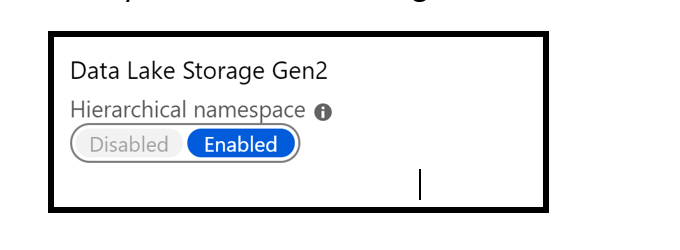 Data Lake Storage Gen2
Hierarchical namespace
Disabled Enabled